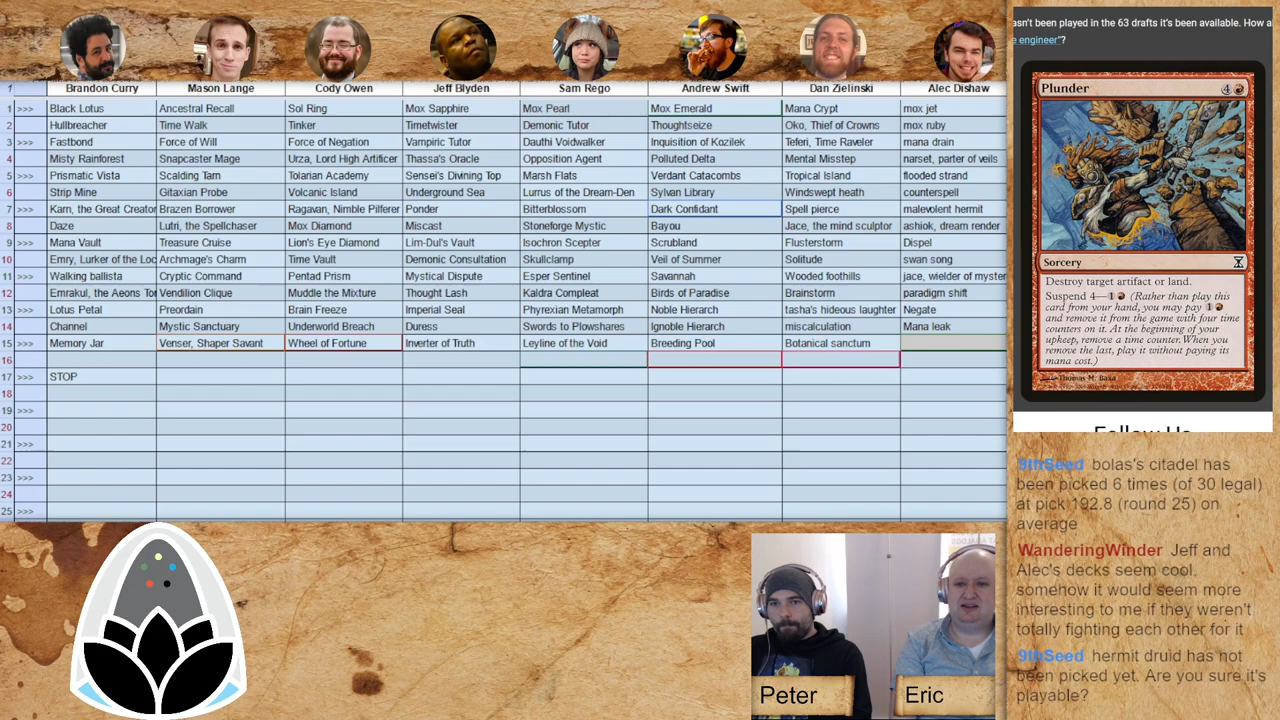 asn't been played in the 63 drafts it's been available. How a
e engineer"?
1 Brandon Curry Mason Lange Cody Owen Jeff Blyden Sam Rego Andrew Swift Dan Zielinski Alec Dishaw
1 >>> Black Lotus Ancestral Recall Sol Ring Mox Sapphire Mox Pearl Mox Emerald Mana Crypt mox jet
2 Hullbreacher Time Walk Tinker Timetwister Demonic Tutor Thoughtseize Oko, Thief of Crowns mox ruby
3 >>> Fastbond Force of Will Force of Negation Vampiric Tutor Dauthi Voidwalker Inquisition of Kozilek Teferi, Time Raveler mana drain
4 Misty Rainforest Snapcaster Mage Urza, Lord High Artificer Thassa's Oracle Opposition Agent Polluted Delta Mental Misstep narset, parter of veils
5 >>> Prismatic Vista Scalding Tarn Tolarian Academy Sensei's Divining Top Marsh Flats Verdant Catacombs Tropical Island flooded strand
6 Strip Mine Gitaxian Probe Volcanic Island Underground Sea Lurrus of the Dream-Den Sylvan Library Windswept heath counterspell
7 >>> Karn, the Great Creator Brazen Borrower Ragavan, Nimble Pilferer Ponder Bitterblossom Dark Confidant Spell pierce malevolent hermit
8 Daze Lutri, the Spellchaser Mox Diamond Miscast Stoneforge Mystic Bayou Jace, the mind sculptor ashiok, dream render
9 >>> Mana Vault Treasure Cruise Lion's Eye Diamond Lim-Dul's Vault Isochron Scepter Scrubland Flusterstorm Dispel
10 Emry, Lurker of the Loc Archmage's Charm Time Vault Demonic Consultation Skullclamp Veil of Summer Solitude swan song
11 >>> Walking ballista Cryptic Command Pentad Prism Mystical Dispute Esper Sentinel Savannah Wooded foothills jace, wielder of myster
12 Emrakul, the Aeons Tor Vendilion Clique Muddle the Mixture Thought Lash Kaldra Compleat Birds of Paradise Brainstorm paradigm shift
13 >>> Lotus Petal Preordain Brain Freeze Imperial Seal Phyrexian Metamorph Noble Hierarch tasha's hideous laughter Negate
14 Channel Mystic Sanctuary Underworld Breach Duress Swords to Plowshares Ignoble Hierarch miscalculation Mana leak
15 >>> Memory Jar Venser, Shaper Savant Wheel of Fortune Inverter of Truth Leyline of the Void Breeding Pool Botanical sanctum
16
17 >>> STOP
18
19 >>>
20
21 >>>
22
23 >>>
24
25 >>>
Plunder 4
Sorcery
Destroy target artifact or land.
Suspend 4—1 (Rather than play this
card from your hand, you may pay 1
and remove it from the game with four time
counters on it. At the beginning of your
upkeep, remove a time counter. When you
remove the last, play it without paying its
mana cost.)
Thomas M. Baxa
Follow Us
9thSeed bolas's citadel has
been picked 6 times (of 30 legal)
at pick 192.8 (round 25) on
average
WanderingWinder Jeff and
Alec's decks seem cool,
somehow it would seem more
interesting to me if they weren't
totally fighting each other for it
9thSeed hermit druid has not
been picked yet. Are you sure it's
playable?
Peter
Eric